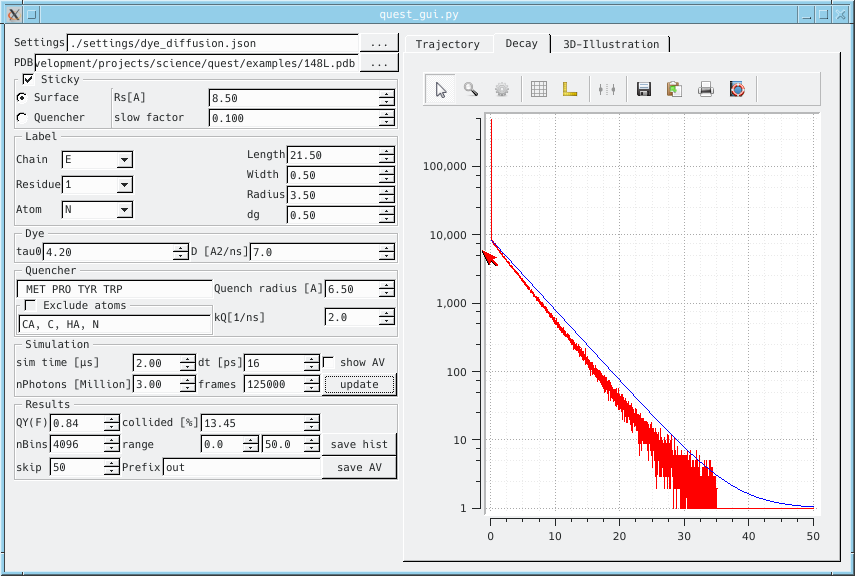 quest_gui.py
Settings ./settings/dye_diffusion.json ...
PDB velopment/projects/science/quest/examples/148L.pdb ...
Sticky
Surface Rs[A] 8.50
Quencher slow factor 0.100
Label
Chain E
Residue 1
Atom N
Length 21.50
Width 0.50
Radius 3.50
dg 0.50
Dye
tau0 4.20 D [A2/ns] 7.0
Quencher
MET PRO TYR TRP Quench radius [A] 6.50
Exclude atoms
CA, C, HA, N kQ[1/ns] 2.0
Simulation
sim time [µs] 2.00 dt [ps] 16 show AV
nPhotons [Million] 3.00 frames 125000 update
Results
QY(F) 0.84 collided [%] 13.45
nBins 4096 range 0.0 50.0 save hist
skip 50 Prefix out save AV
Trajectory Decay 3D-Illustration
100,000
10,000
1,000
100
10
1
0 10 20 30 40 50